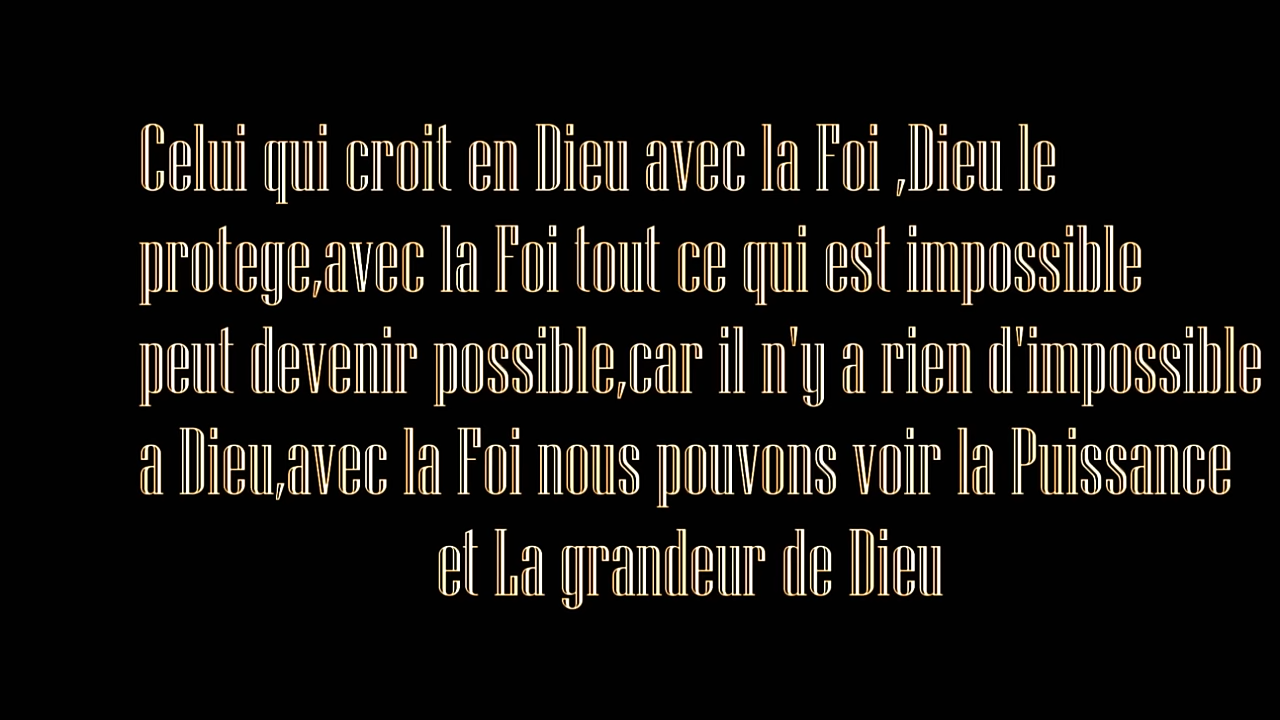 Celui qui croit en Dieu avec la Foi ,Dieu le
protege,avec la Foi tout ce qui est impossible
peut devenir possible,car il n'y a rien d'impossible
a Dieu,avec la Foi nous pouvons voir la Puissance
et La grandeur de Dieu